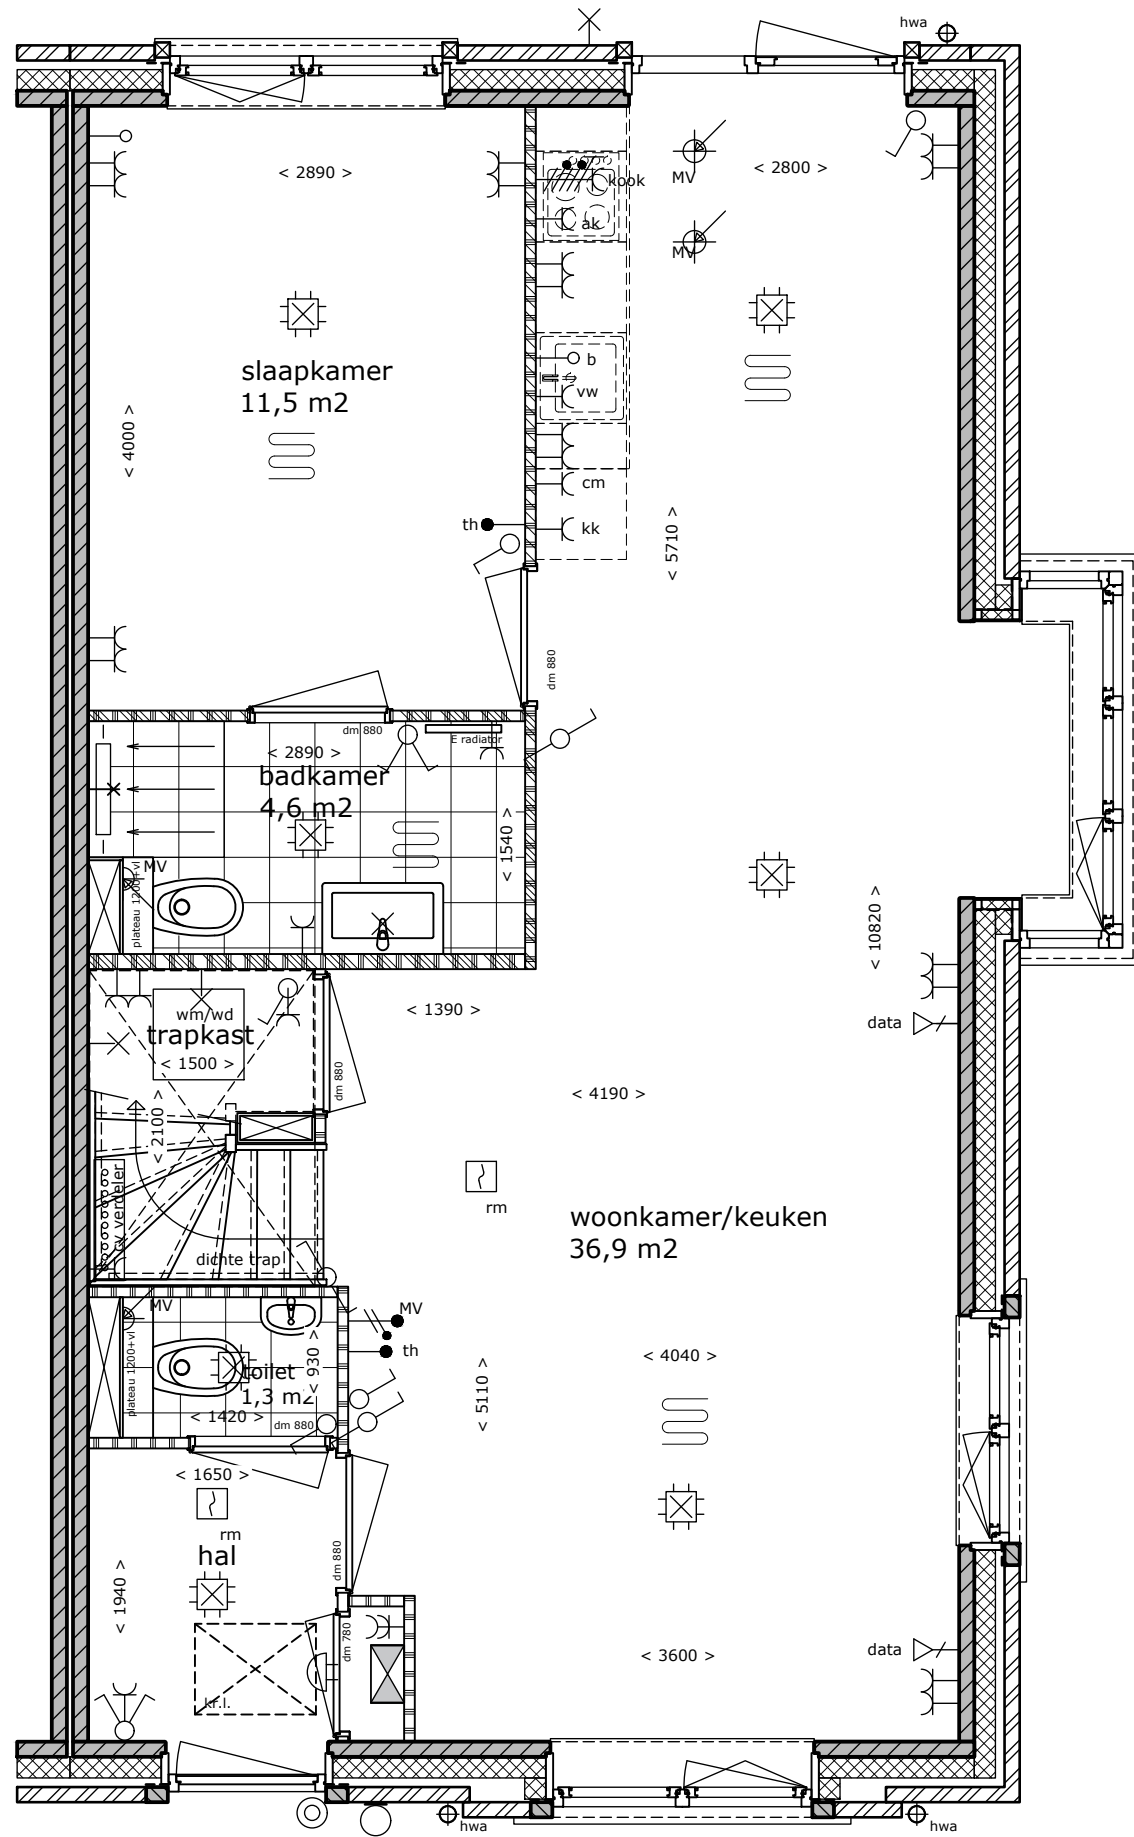 hwa
< 2890 >
< 2800 >
kook
MV
ak
MV
slaapkamer
11,5 m2
b
vw
< 4000 >
cm
th
kk
< 5710 >
dm 880
dm 880
E radiator
< 2890 >
badkamer
4,6 m2
< 1540 >
MV
plateau 1200+vl
< 10820 >
< 1390 >
wm/wd
trapkast
data
< 1500 >
dm 880
< 4190 >
< 2100 >
cv verdeler
rm
woonkamer/keuken
36,9 m2
dichte trap
MV
MV
plateau 1200+vl
< 930 >
th
toilet
1,3 m2
< 4040 >
< 5110 >
< 1420 >
dm 880
< 1650 >
rm
hal
dm 880
< 1940 >
dm 780
data
< 3600 >
kr.l.
hwa
hwa